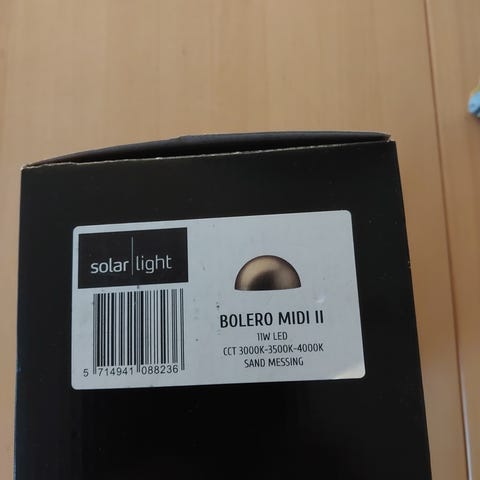 solar light
BOLERO MIDI II
11W LED
CCT 3000K-3500K-4000K
SAND MESSING
5 714941 088236